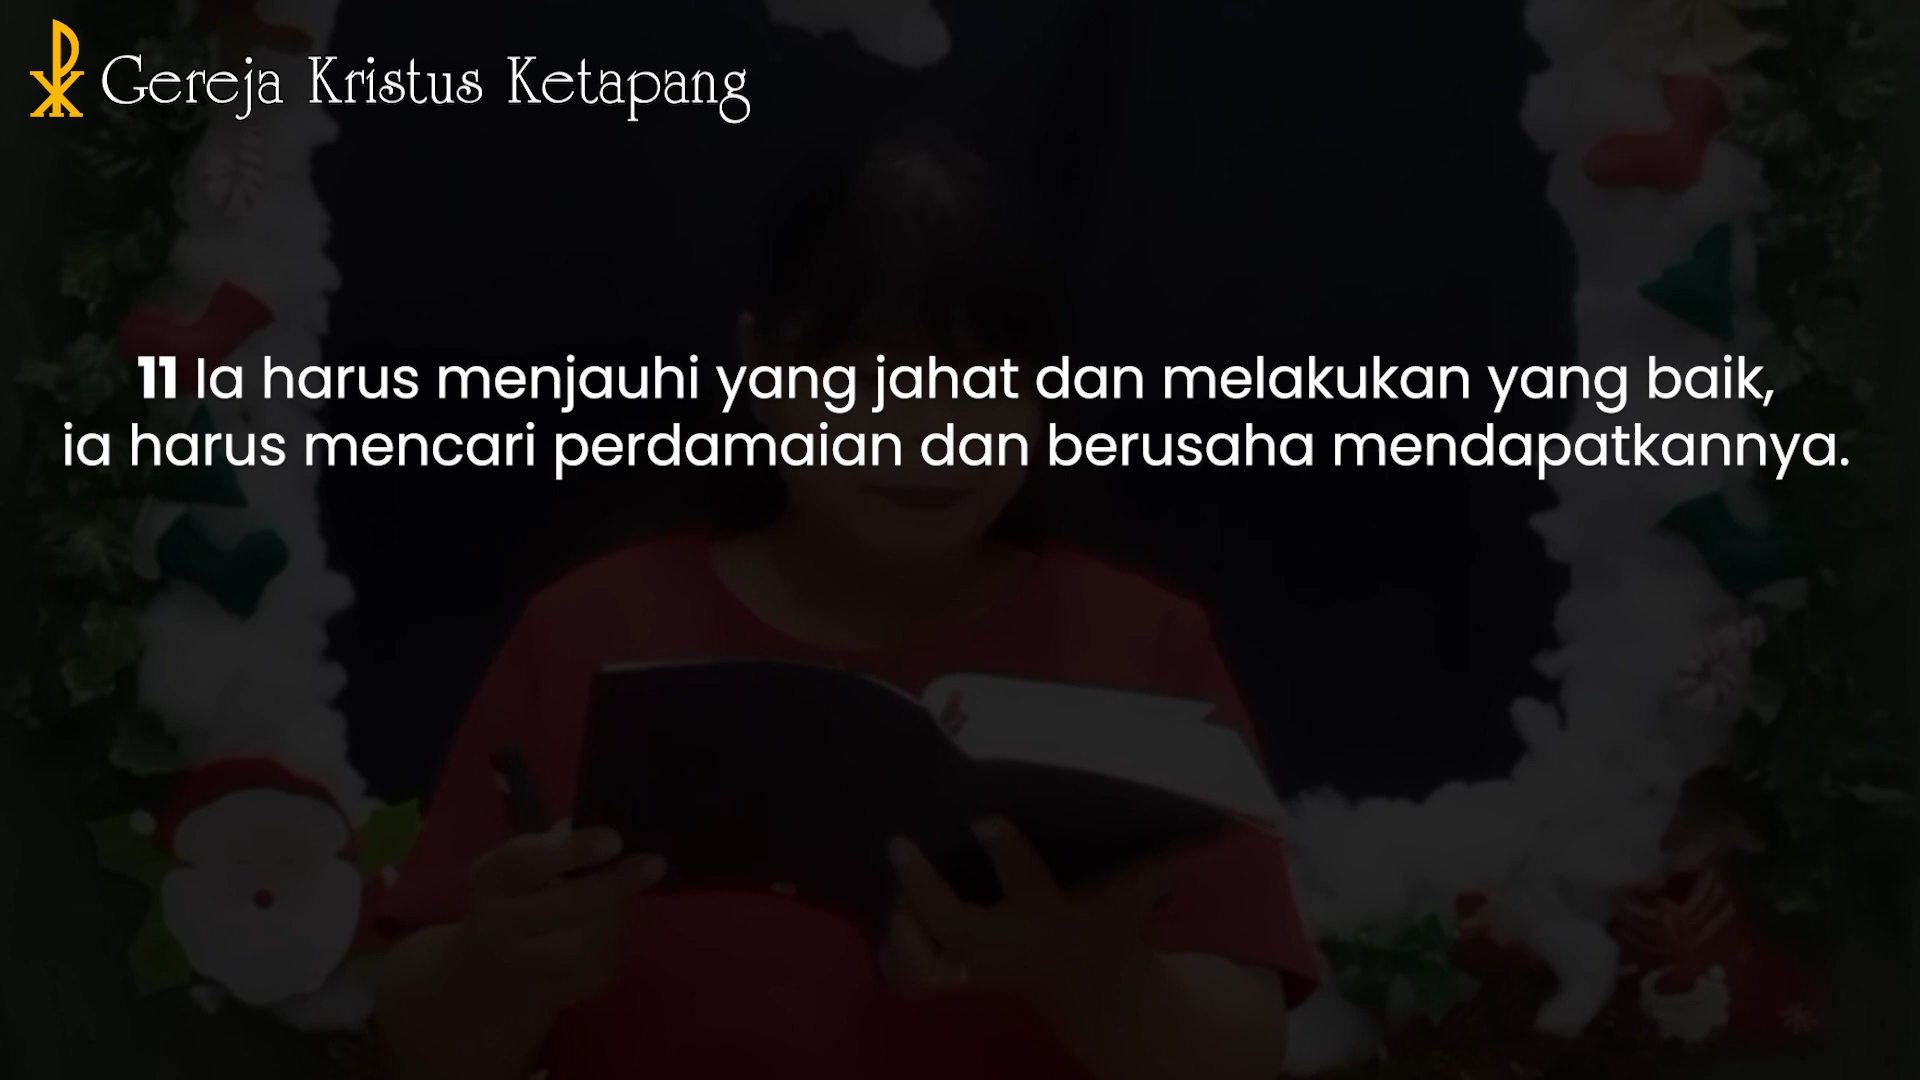 Gereja Kristus Ketapang
11 Ia harus menjauhi yang jahat dan melakukan yang baik,
ia harus mencari perdamaian dan berusaha mendapatkannya.